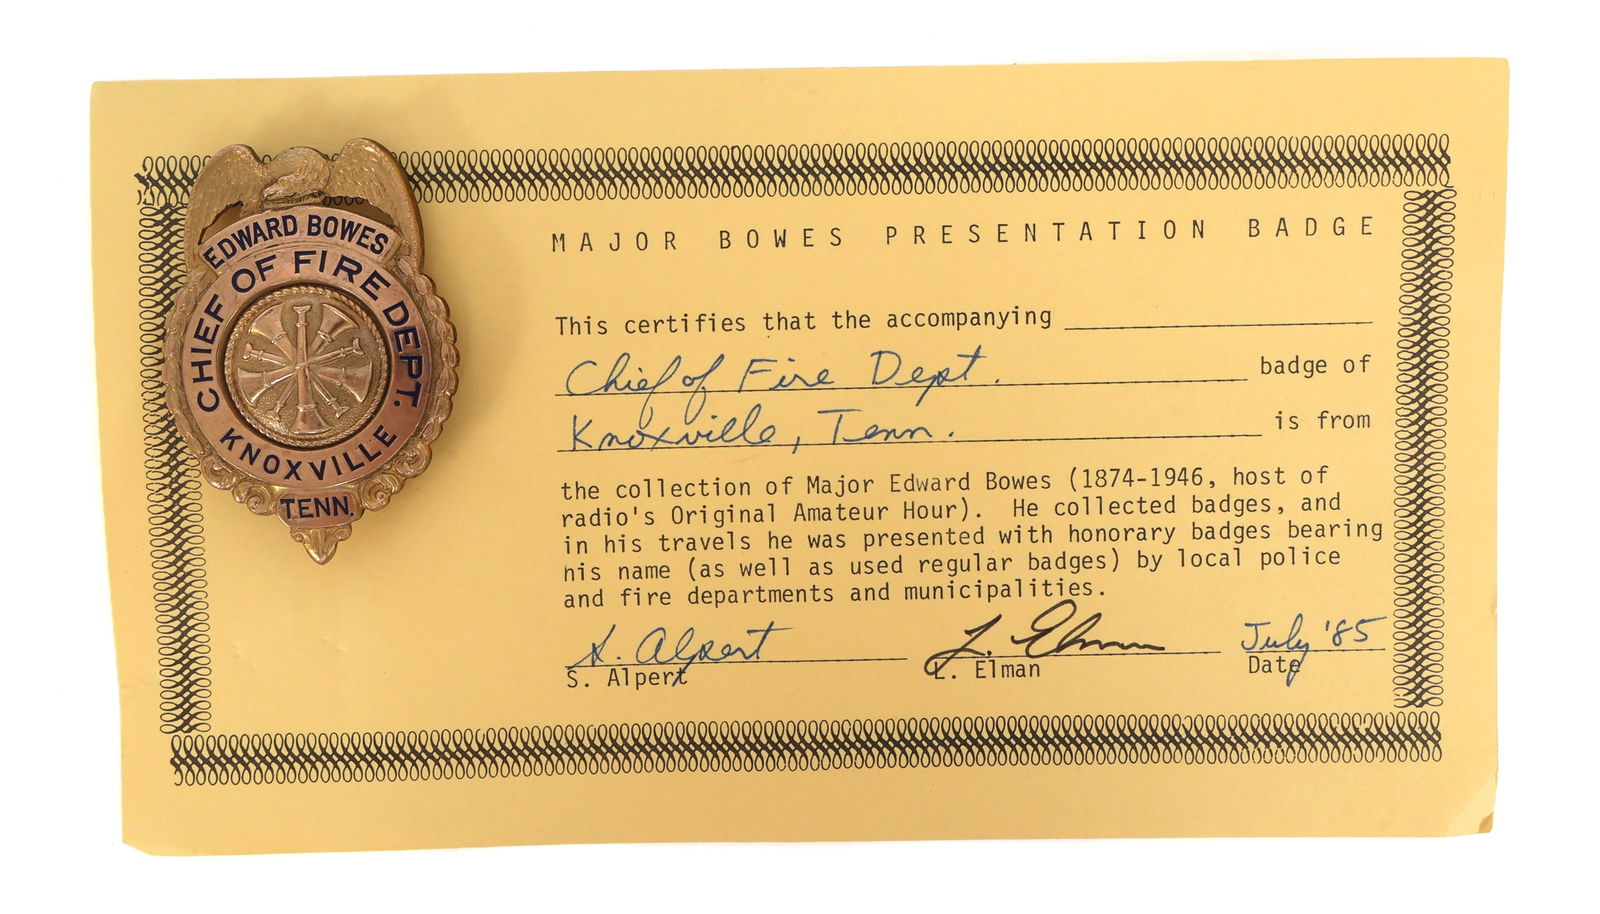 EDWARD BOWES
CHIEF OF FIRE DEPT.
KNOXVILLE
TENN.
MAJOR BOWES PRESENTATION BADGE
This certifies that the accompanying
Chief of Fire Dept. badge of
Knoxville, Tenn. is from
the collection of Major Edward Bowes (1874-1946, host of
radio's Original Amateur Hour). He collected badges, and
in his travels he was presented with honorary badges bearing
his name (as well as used regular badges) by local police
and fire departments and municipalities.
S. Alpert L. Elman July '85
S. Alpert L. Elman Date